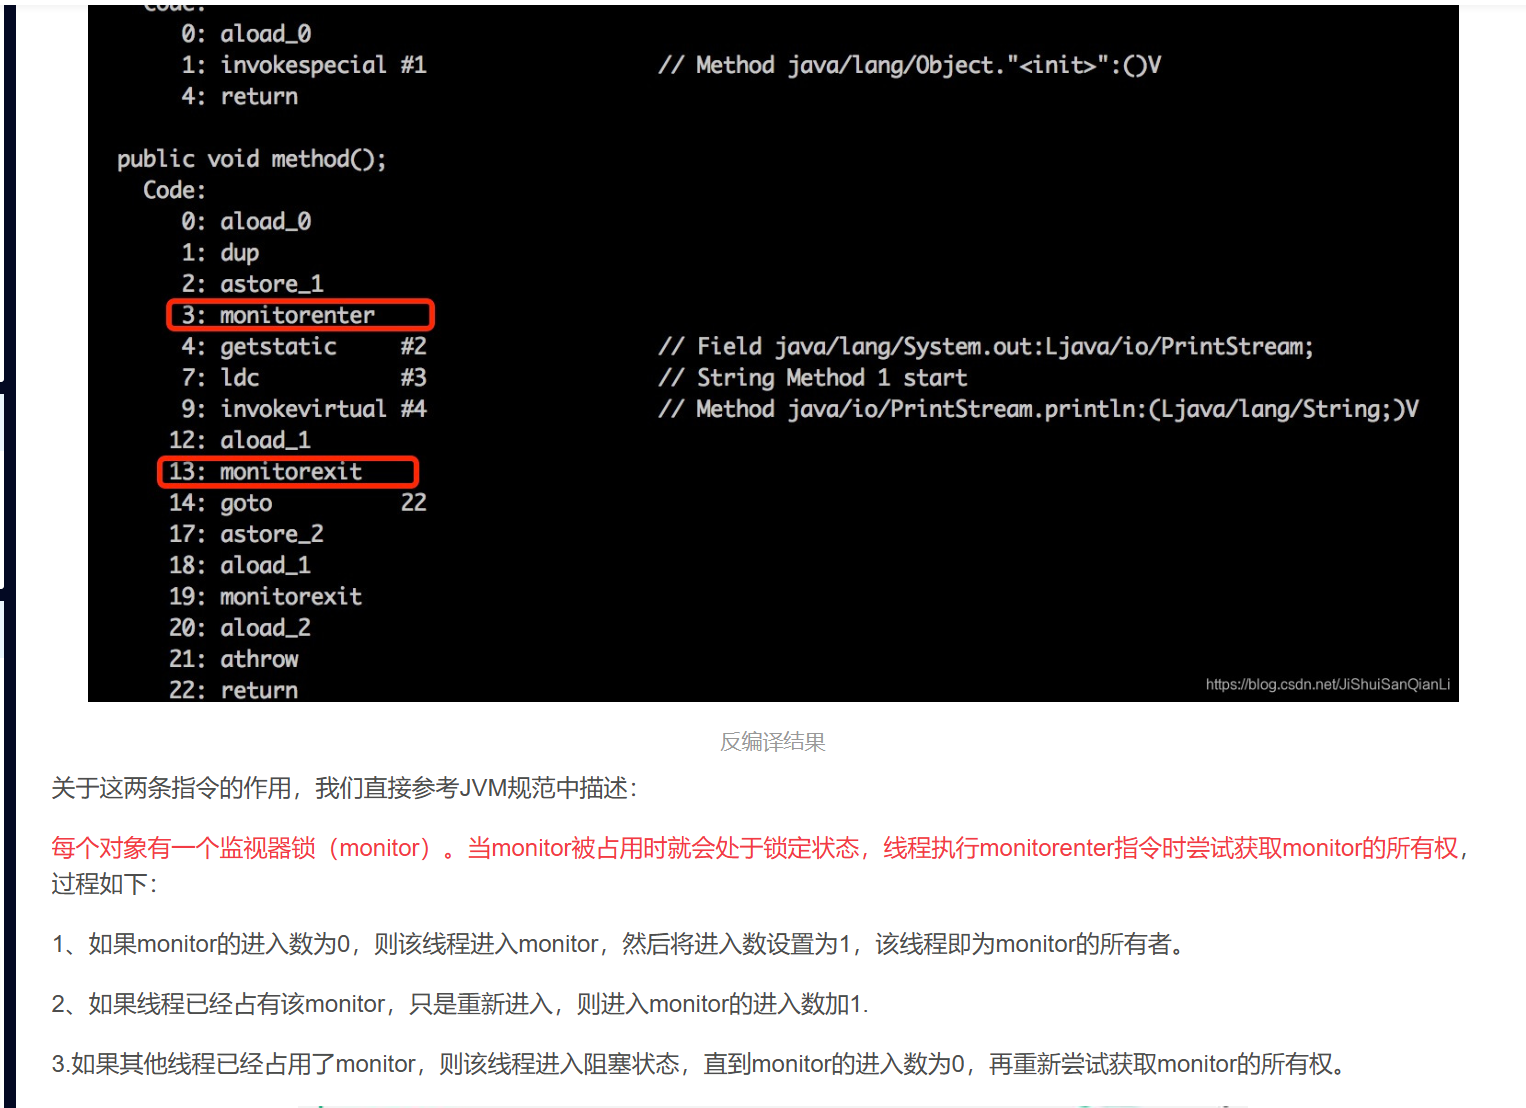 Code:
0: aload_0
1: invokespecial #1 // Method java/lang/Object."<init>":()V
4: return
public void method();
Code:
0: aload_0
1: dup
2: astore_1
3: monitorenter
4: getstatic #2 // Field java/lang/System.out:Ljava/io/PrintStream;
7: ldc #3 // String Method 1 start
9: invokevirtual #4 // Method java/io/PrintStream.println:(Ljava/lang/String;)V
12: aload_1
13: monitorexit
14: goto 22
17: astore_2
18: aload_1
19: monitorexit
20: aload_2
21: athrow
22: return
https://blog.csdn.net/JiShuiSanQianLi
反编译结果
关于这两条指令的作用，我们直接参考JVM规范中描述：
每个对象有一个监视器锁（monitor）。当monitor被占用时就会处于锁定状态，线程执行monitorenter指令时尝试获取monitor的所有权，
过程如下：
1、如果monitor的进入数为0，则该线程进入monitor，然后将进入数设置为1，该线程即为monitor的所有者。
2、如果线程已经占有该monitor，只是重新进入，则进入monitor的进入数加1.
3.如果其他线程已经占用了monitor，则该线程进入阻塞状态，直到monitor的进入数为0，再重新尝试获取monitor的所有权。